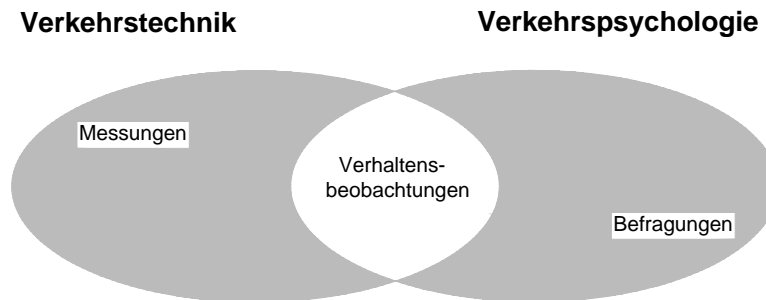 Verkehrstechnik
Verkehrspsychologie
Messungen
Verhaltens-
beobachtungen
Befragungen